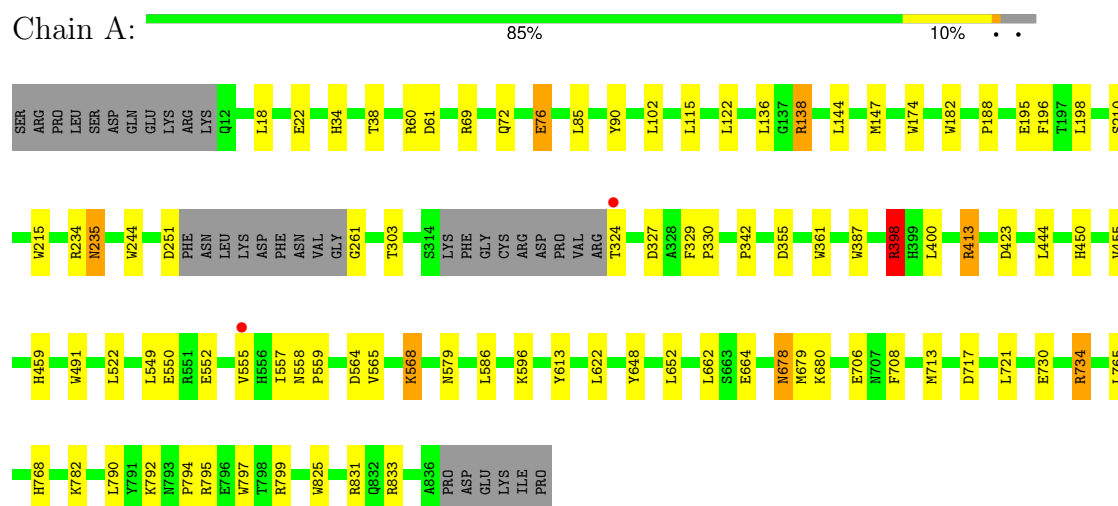 Chain A:
85% 10% • •
SER ARG PRO LEU SER ASP GLN GLU LYS ARG LYS Q12 L18 E22 H34 T38 R60 D61 R69 Q72 E76 L85 Y90 L102 L115 L122 L136 G137 R138 L144 M147 W174 W182 P188 E195 F196 T197 L198 S210
W215 R234 N235 W244 D251 PHE ASN LEU LYS ASP PHE ASN VAL GLY G261 T303 S314 LYS PHE GLY CYS ARG ASP PRO VAL ARG T324 D327 A328 F329 P330 P342 D355 W361 W387 R398 H399 L400 R413 D423 L444 H450 V455
H459 W491 L522 L549 E550 R551 E552 V555 H556 I557 N558 P559 D564 V565 K568 N579 L586 K596 Y613 L622 Y648 L652 L662 S663 E664 N678 M679 K680 E706 N707 F708 M713 D717 L721 E730 R734 L765
H768 K782 L790 Y791 K792 N793 P794 R795 E796 W797 T798 R799 W825 R831 Q832 R833 A836 PRO ASP GLU LYS ILE PRO